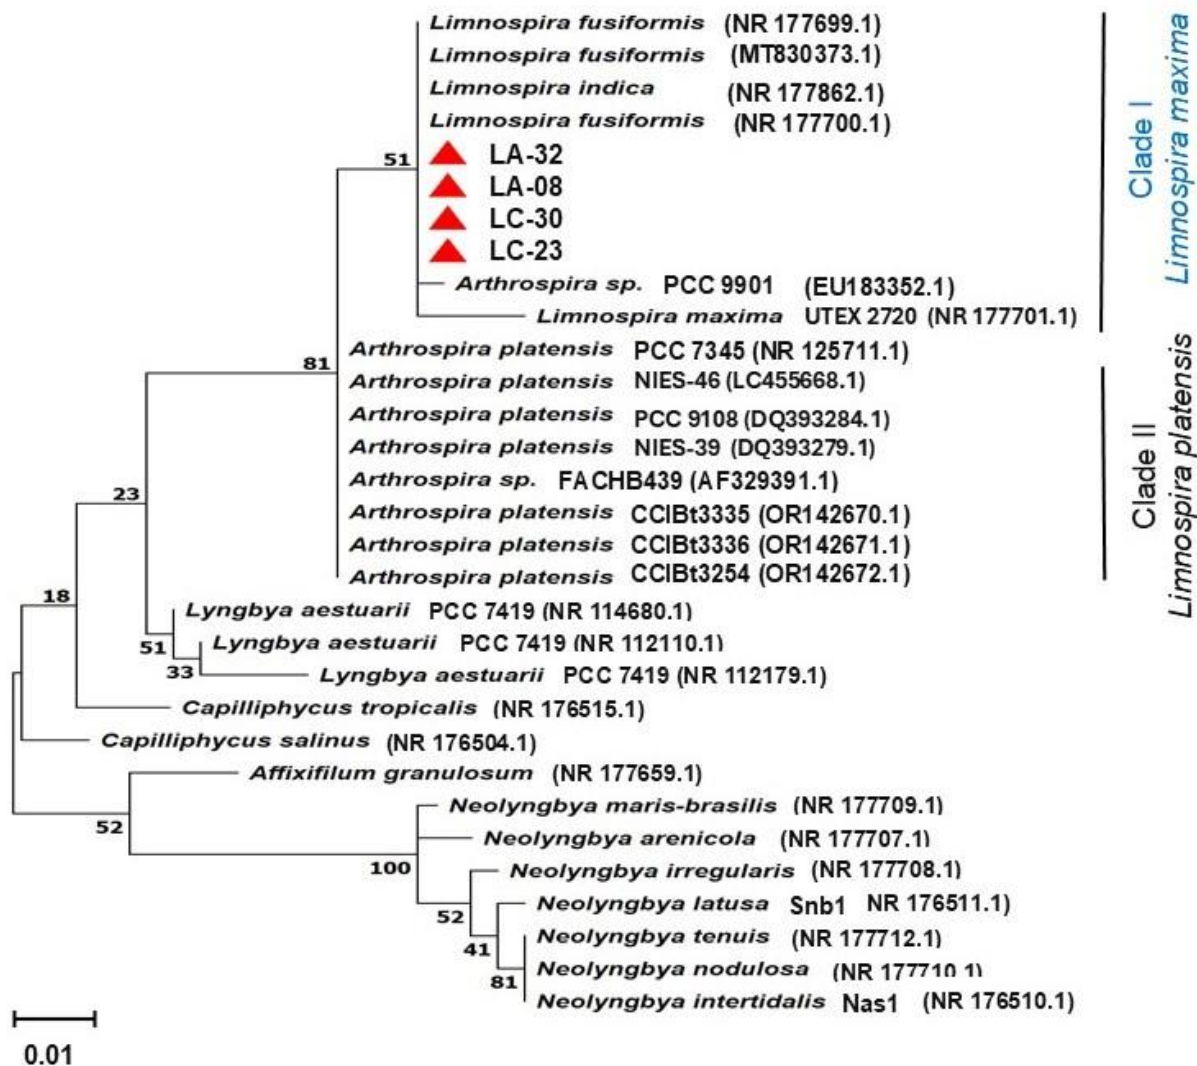 Limnospira fusiformis (NR 177699.1)
Limnospira fusiformis (MT830373.1)
Limnospira indica (NR 177862.1)
Limnospira fusiformis (NR 177700.1)
51
LA-32
LA-08
LC-30
LC-23
Arthrospira sp. PCC 9901 (EU183352.1)
Limnospira maxima UTEX 2720 (NR 177701.1)
Clade I
Limnospira maxima
81
Arthrospira platensis PCC 7345 (NR 125711.1)
Arthrospira platensis NIES-46 (LC455668.1)
Arthrospira platensis PCC 9108 (DQ393284.1)
Arthrospira platensis NIES-39 (DQ393279.1)
Arthrospira sp. FACHB439 (AF329391.1)
Arthrospira platensis CCIBt3335 (OR142670.1)
Arthrospira platensis CCIBt3336 (OR142671.1)
Arthrospira platensis CCIBt3254 (OR142672.1)
Clade II
Limnospira platensis
23
18
Lyngbya aestuarii PCC 7419 (NR 114680.1)
51
Lyngbya aestuarii PCC 7419 (NR 112110.1)
33
Lyngbya aestuarii PCC 7419 (NR 112179.1)
Capilliphycus tropicalis (NR 176515.1)
Capilliphycus salinus (NR 176504.1)
Affixifilum granulosum (NR 177659.1)
52
Neolyngbya maris-brasilis (NR 177709.1)
Neolyngbya arenicola (NR 177707.1)
100
Neolyngbya irregularis (NR 177708.1)
52
Neolyngbya latusa Snb1 NR 176511.1)
41
Neolyngbya tenuis (NR 177712.1)
Neolyngbya nodulosa (NR 177710.1)
81
Neolyngbya intertidalis Nas1 (NR 176510.1)
0.01